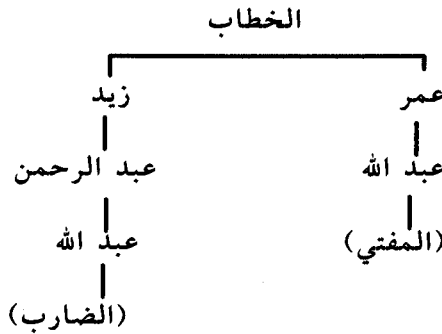 الخطاب
عمر زيد
عبد الله عبد الرحمن
(المفتي) عبد الله
(الضارب)